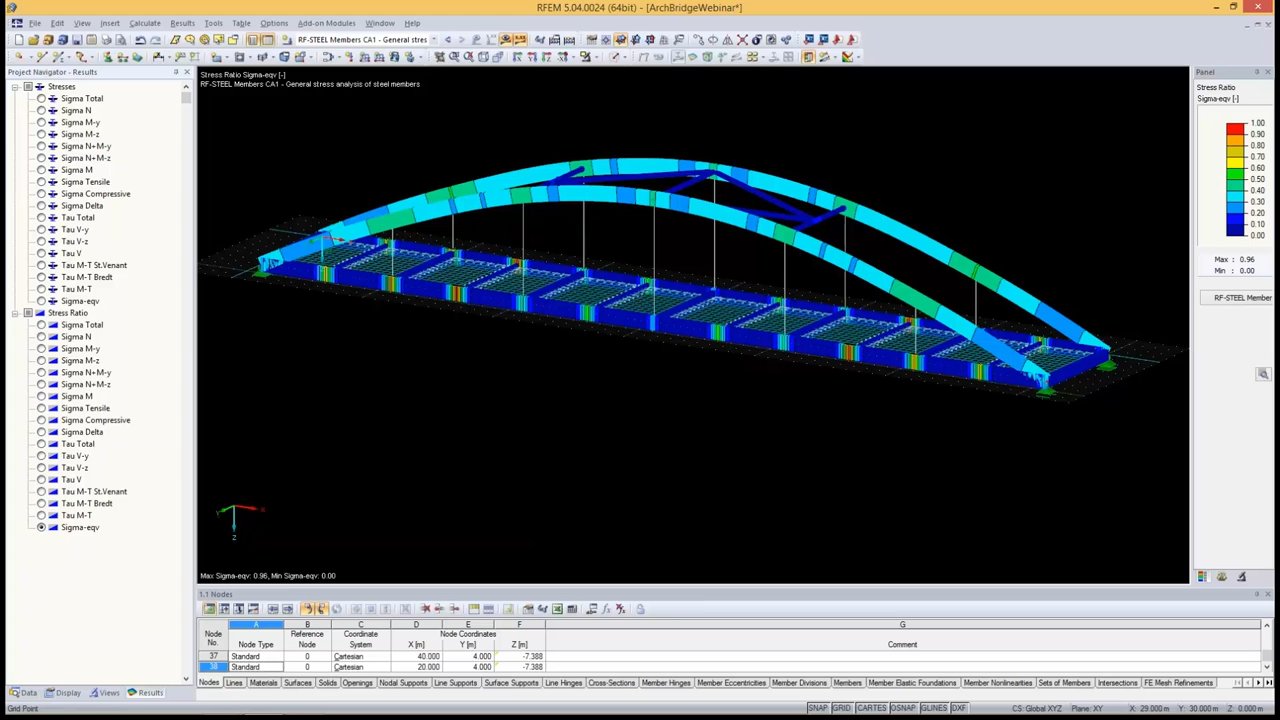 RFEM 5.04.0024 (64bit) - [ArchBridgeWebinar*]
File Edit View Insert Calculate Results Tools Table Options Add-on Modules Window Help
RF-STEEL Members CA1 - General stres
Project Navigator - Results
Stresses
Sigma Total
Sigma N
Sigma M-y
Sigma M-z
Sigma N+M-y
Sigma N+M-z
Sigma M
Sigma Tensile
Sigma Compressive
Sigma Delta
Tau Total
Tau V-y
Tau V-z
Tau V
Tau M-T St.Venant
Tau M-T Bredt
Tau M-T
Sigma-eqv
Stress Ratio
Sigma Total
Sigma N
Sigma M-y
Sigma M-z
Sigma N+M-y
Sigma N+M-z
Sigma M
Sigma Tensile
Sigma Compressive
Sigma Delta
Tau Total
Tau V-y
Tau V-z
Tau V
Tau M-T St.Venant
Tau M-T Bredt
Tau M-T
Sigma-eqv
Data Display Views Results
Stress Ratio Sigma-eqv [-]
RF-STEEL Members CA1 - General stress analysis of steel members
X
Y
Z
Max Sigma-eqv: 0.96, Min Sigma-eqv: 0.00
Panel
Stress Ratio
Sigma-eqv [-]
1.00
0.90
0.80
0.70
0.60
0.50
0.40
0.30
0.20
0.10
0.00
Max : 0.96
Min : 0.00
RF-STEEL Member
1.1 Nodes
A B C D E F G
Node Reference Coordinate Node Coordinates
No. Node Type Node System X [m] Y [m] Z [m] Comment
37 Standard 0 Cartesian 40.000 4.000 -7.388
38 Standard 0 Cartesian 20.000 4.000 -7.388
Nodes Lines Materials Surfaces Solids Openings Nodal Supports Line Supports Surface Supports Line Hinges Cross-Sections Member Hinges Member Eccentricities Member Divisions Members Member Elastic Foundations Member Nonlinearities Sets of Members Intersections FE Mesh Refinements
Grid Point SNAP GRID CARTES OSNAP GLINES DXF CS: Global XYZ Plane: XY X: 29.000 m Y: 30.000 m Z: 0.000 m